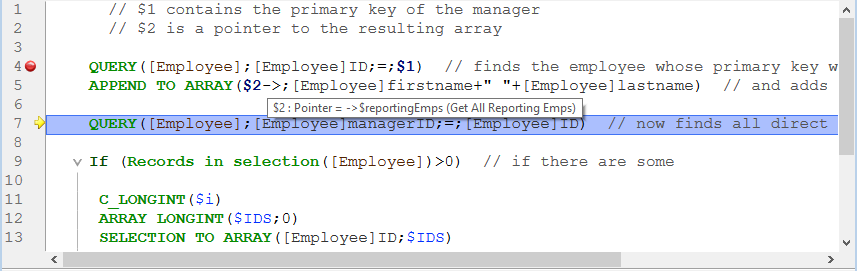 1 // $1 contains the primary key of the manager
2 // $2 is a pointer to the resulting array
3
4 QUERY([Employee];[Employee]ID;=;$1) // finds the employee whose primary key w
5 APPEND TO ARRAY($2->;[Employee]firstname+" "+[Employee]lastname) // and adds
6
$2 : Pointer = ->$reportingEmps (Get All Reporting Emps)
7 QUERY([Employee];[Employee]managerID;=;[Employee]ID) // now finds all direct
8
9 If (Records in selection([Employee])>0) // if there are some
10
11 C_LONGINT($i)
12 ARRAY LONGINT($IDS;0)
13 SELECTION TO ARRAY([Employee]ID;$IDS)